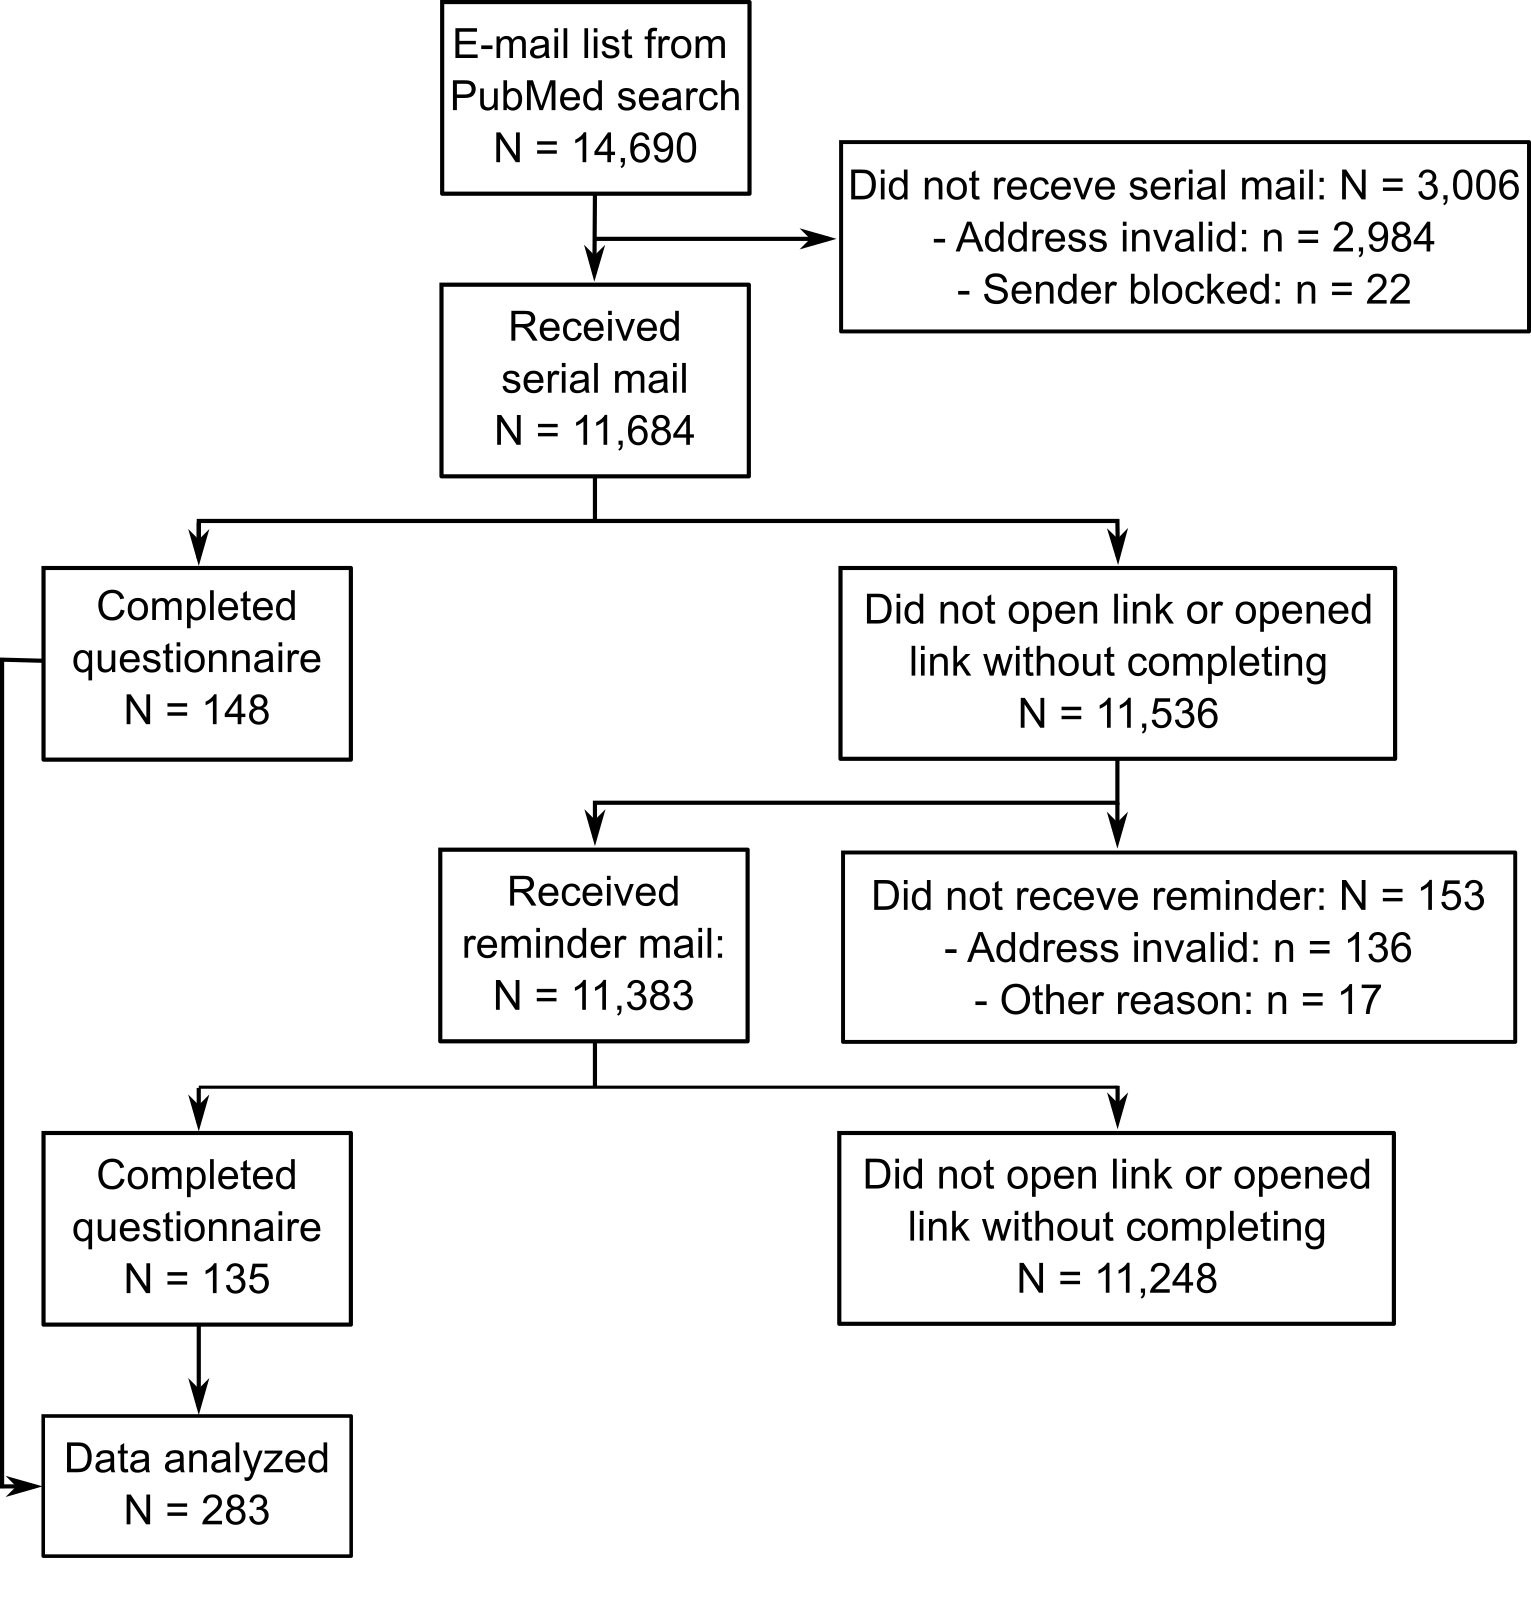 E-mail list from
PubMed search
N = 14,690
Did not receve serial mail: N = 3,006
- Address invalid: n = 2,984
- Sender blocked: n = 22
Received
serial mail
N = 11,684
Completed
questionnaire
N = 148
Did not open link or opened
link without completing
N = 11,536
Received
reminder mail:
N = 11,383
Did not receve reminder: N = 153
- Address invalid: n = 136
- Other reason: n = 17
Completed
questionnaire
N = 135
Did not open link or opened
link without completing
N = 11,248
Data analyzed
N = 283